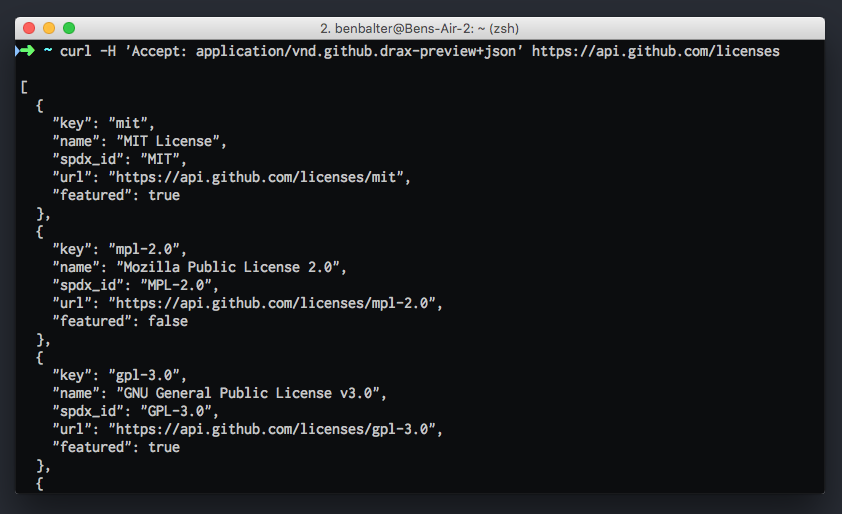 2. benbalter@Bens-Air-2: ~ (zsh)
➜ ~ curl -H 'Accept: application/vnd.github.drax-preview+json' https://api.github.com/licenses
[
  {
    "key": "mit",
    "name": "MIT License",
    "spdx_id": "MIT",
    "url": "https://api.github.com/licenses/mit",
    "featured": true
  },
  {
    "key": "mpl-2.0",
    "name": "Mozilla Public License 2.0",
    "spdx_id": "MPL-2.0",
    "url": "https://api.github.com/licenses/mpl-2.0",
    "featured": false
  },
  {
    "key": "gpl-3.0",
    "name": "GNU General Public License v3.0",
    "spdx_id": "GPL-3.0",
    "url": "https://api.github.com/licenses/gpl-3.0",
    "featured": true
  },
  {